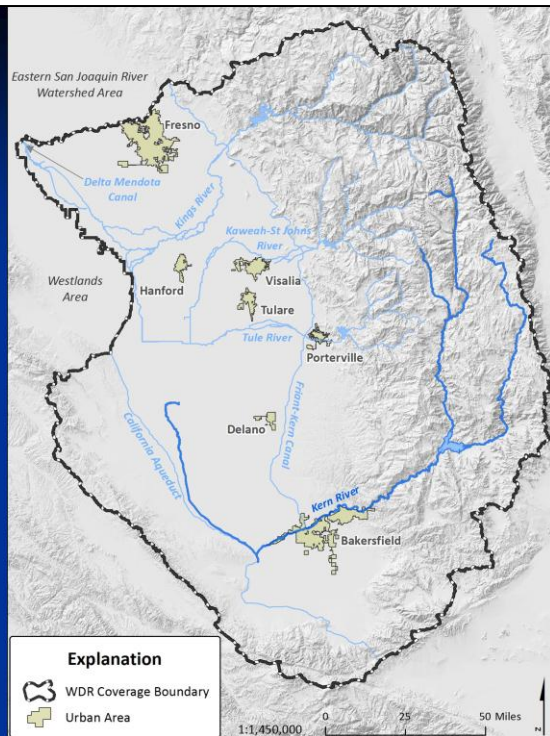 Eastern San Joaquin River
Watershed Area
Fresno
Delta Mendota
Canal
Kings River
Kaweah-St Johns
River
Westlands
Area
Hanford
Visalia
Tulare
Tule River
Porterville
Delano
Friant-Kern Canal
California Aqueduct
Kern River
Bakersfield
Explanation
WDR Coverage Boundary
Urban Area
1:1,450,000
0 25 50 Miles
N